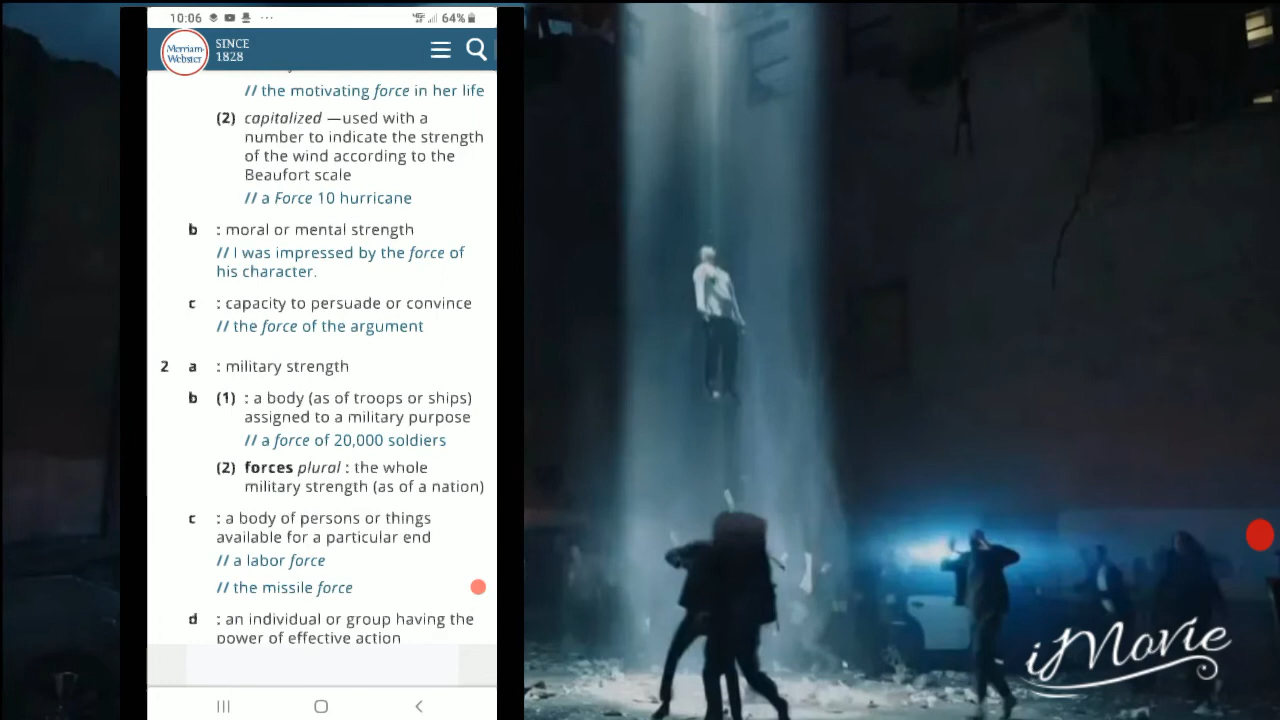 10:06 64%
Merriam-
Webster
SINCE
1828
// the motivating force in her life
(2) capitalized —used with a
number to indicate the strength
of the wind according to the
Beaufort scale
// a Force 10 hurricane
b : moral or mental strength
// I was impressed by the force of
his character.
c : capacity to persuade or convince
// the force of the argument
2 a : military strength
b (1) : a body (as of troops or ships)
assigned to a military purpose
// a force of 20,000 soldiers
(2) forces plural : the whole
military strength (as of a nation)
c : a body of persons or things
available for a particular end
// a labor force
// the missile force
d : an individual or group having the
power of effective action
iMovie